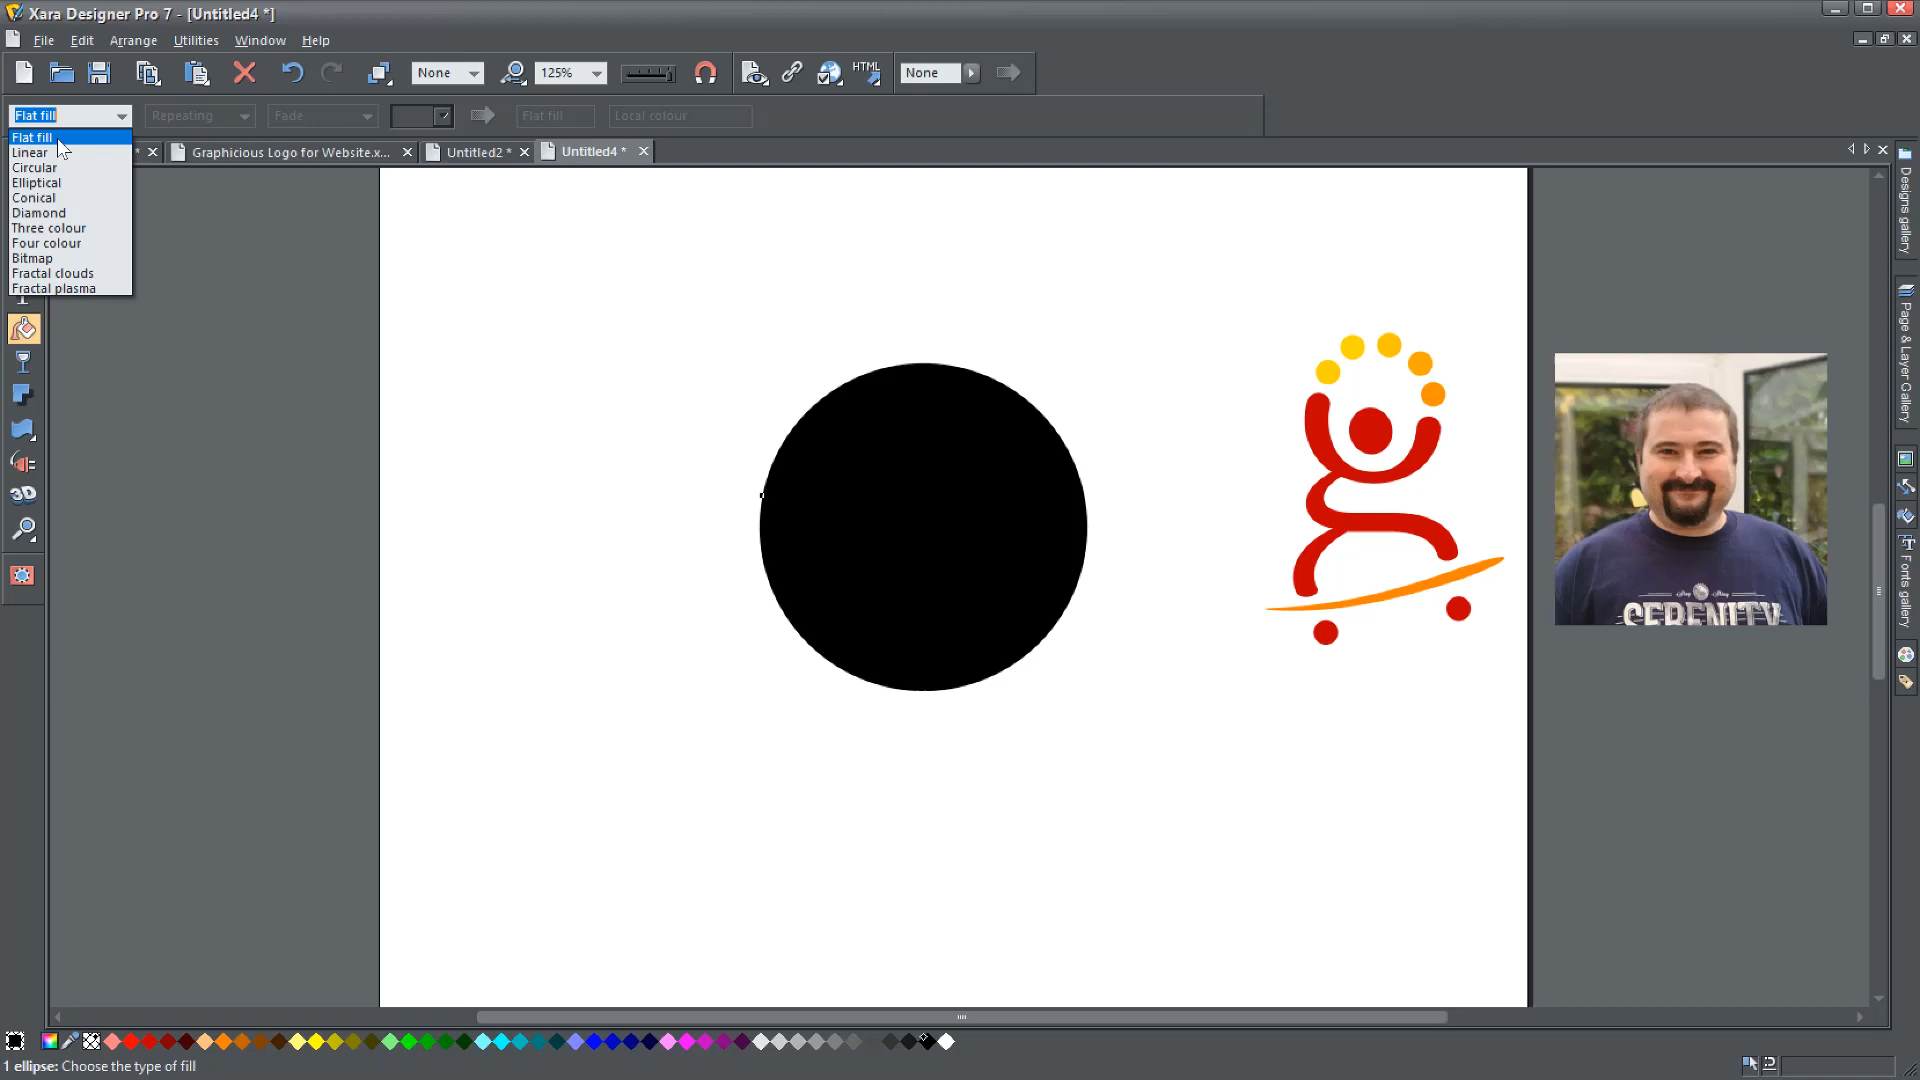 Xara Designer Pro 7 - [Untitled4 *]
File Edit Arrange Utilities Window Help
None 125% HTML None
Flat fill Repeating Fade Flat fill Local colour
Flat fill
Linear
Circular
Elliptical
Conical
Diamond
Three colour
Four colour
Bitmap
Fractal clouds
Fractal plasma
* Graphicious Logo for Website.x... Untitled2 * Untitled4 *
3D
Designs gallery
Page & Layer Gallery
Fonts gallery
SERENITY
1 ellipse: Choose the type of fill